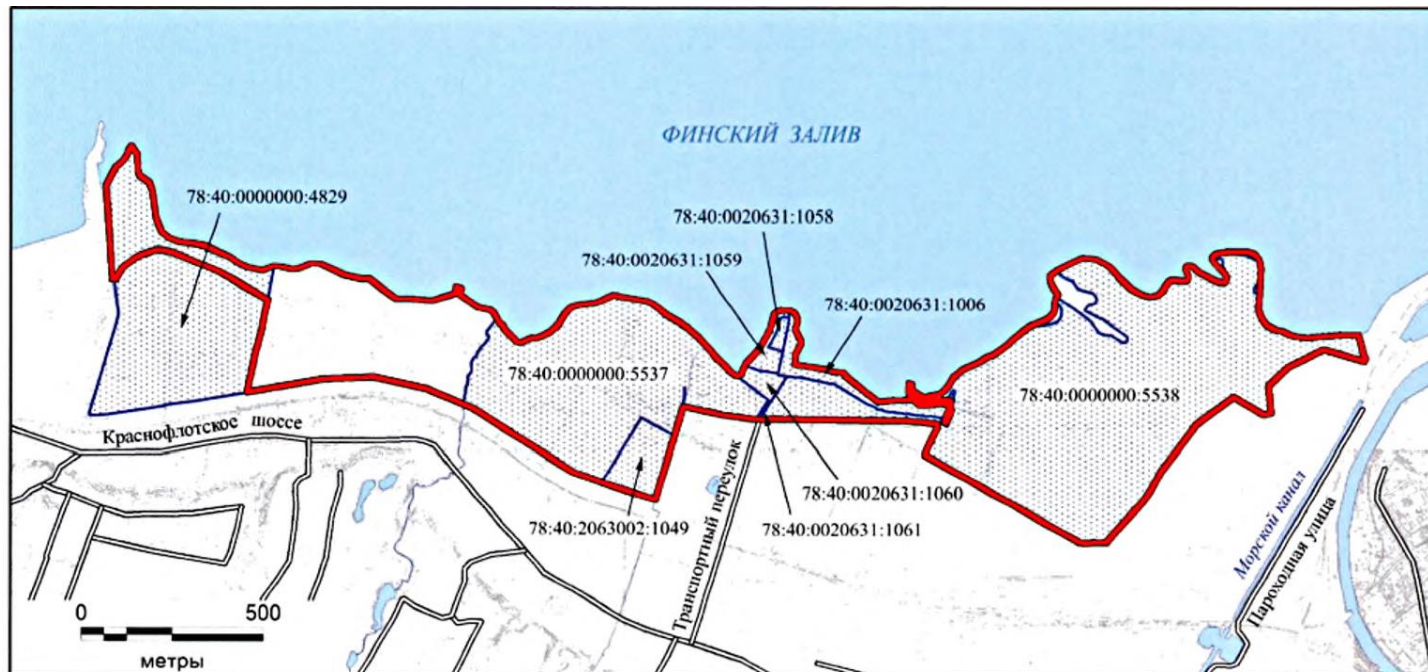 ФИНСКИЙ ЗАЛИВ
78:40:0000000:4829
78:40:0020631:1058
78:40:0020631:1059
78:40:0020631:1006
78:40:0000000:5537
78:40:0000000:5538
Краснофлотское шоссе
Транспортный переулок
78:40:0020631:1060
78:40:2063002:1049
78:40:0020631:1061
Морской канал
Пароходная улица
0 500
метры